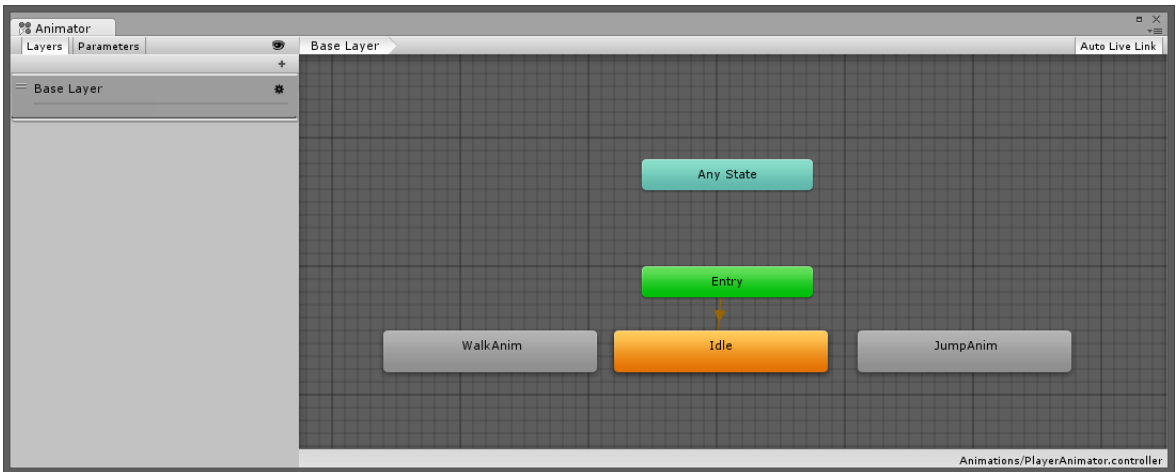 Animator
Layers Parameters
Base Layer
Auto Live Link
Base Layer
Any State
Entry
WalkAnim
Idle
JumpAnim
Animations/PlayerAnimator.controller